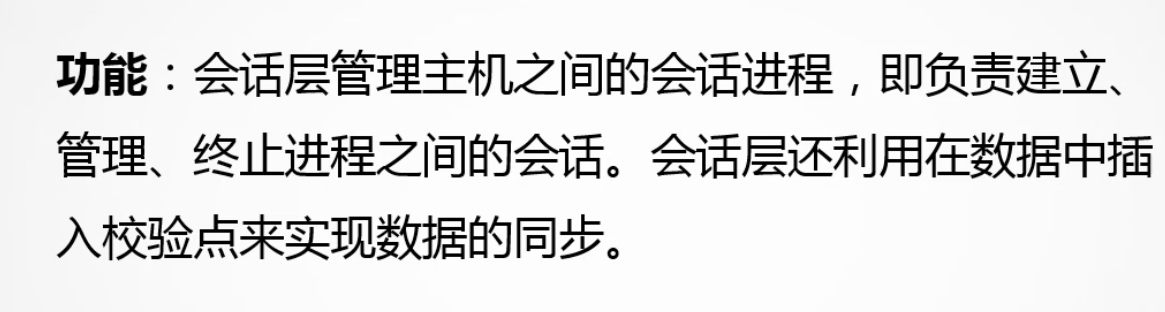 功能：会话层管理主机之间的会话进程，即负责建立、
管理、终止进程之间的会话。会话层还利用在数据中插
入校验点来实现数据的同步。